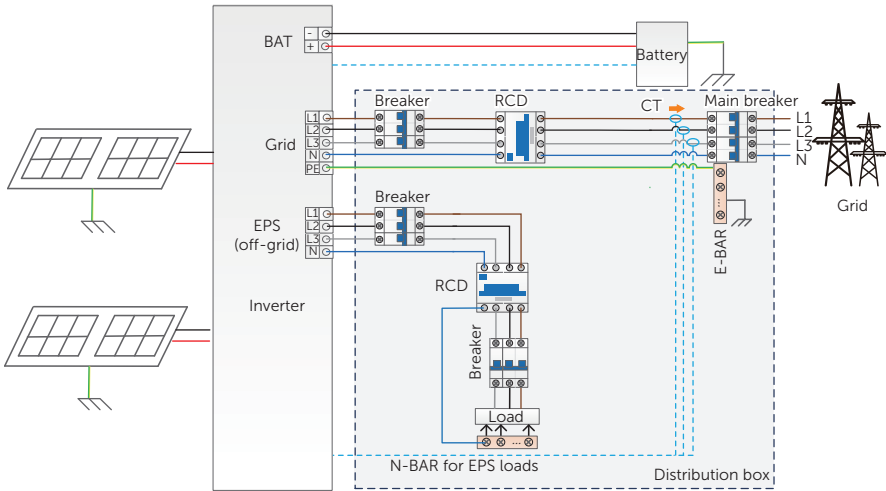 BAT
-
+
Battery
Breaker
RCD
CT
Main breaker
Grid
L1
L2
L3
N
PE
L1
L2
L3
N
Grid
E-BAR
...
Breaker
EPS
(off-grid)
L1
L2
L3
N
RCD
Inverter
Breaker
Load
...
N-BAR for EPS loads
Distribution box